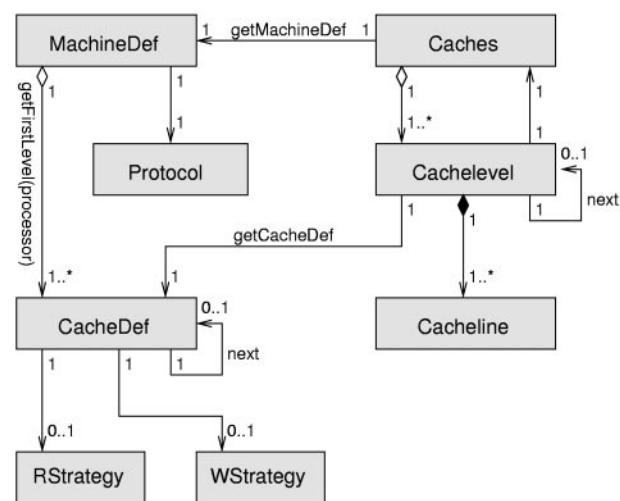 MachineDef
1
getMachineDef
1
Caches
1
1
1
1
getFirstLevel(processor)
1
1..*
1
Protocol
Cachelevel
0..1
next
1
1
1
getCacheDef
1..*
1
1..*
CacheDef
0..1
Cacheline
next
1
1
1
0..1
0..1
RStrategy
WStrategy